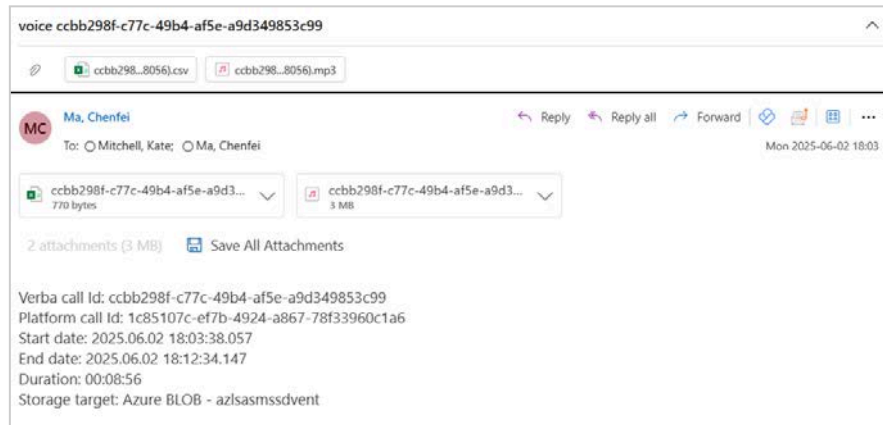 voice ccbb298f-c77c-49b4-af5e-a9d349853c99
ccbb298...8056).csv ccbb298...8056).mp3
MC
Ma, Chenfei
Reply Reply all Forward
To: Mitchell, Kate; Ma, Chenfei
Mon 2025-06-02 18:03
ccbb298f-c77c-49b4-af5e-a9d3...
770 bytes
ccbb298f-c77c-49b4-af5e-a9d3...
3 MB
2 attachments (3 MB) Save All Attachments
Verba call Id: ccbb298f-c77c-49b4-af5e-a9d349853c99
Platform call Id: 1c85107c-ef7b-4924-a867-78f33960c1a6
Start date: 2025.06.02 18:03:38.057
End date: 2025.06.02 18:12:34.147
Duration: 00:08:56
Storage target: Azure BLOB - azlsasmssdvent